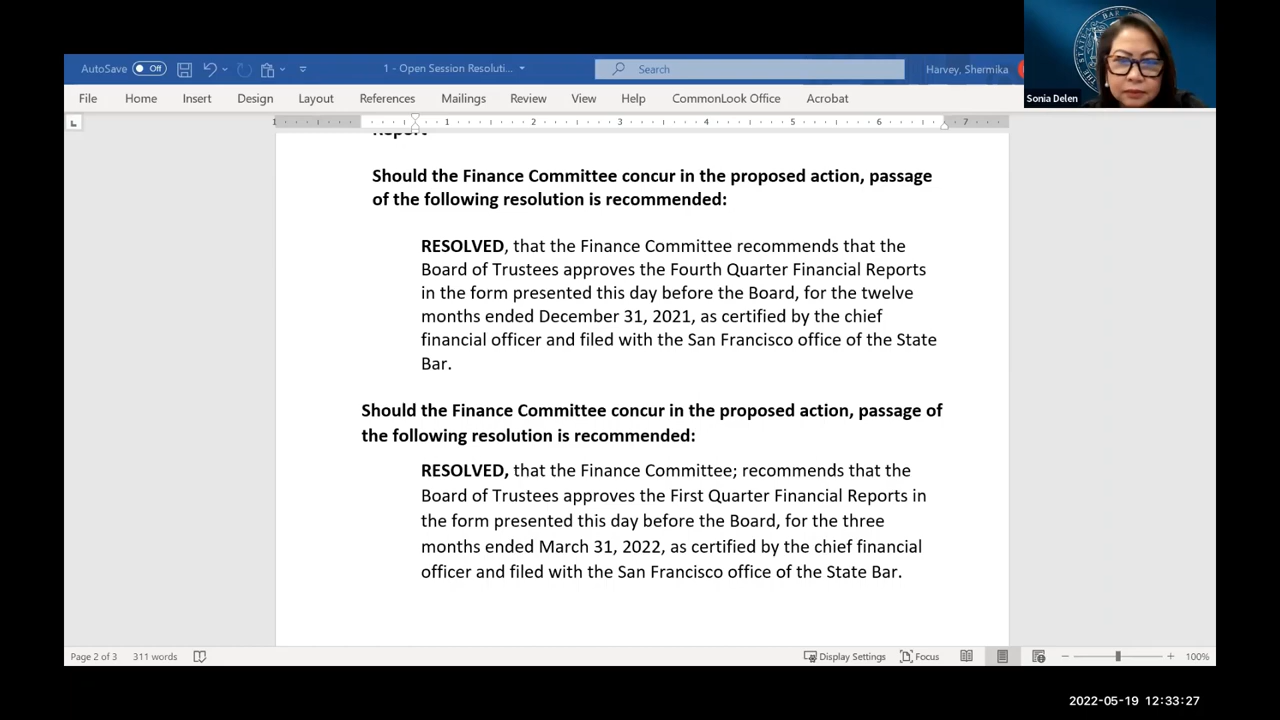 AutoSave Off 1 - Open Session Resoluti... Search Harvey, Shermika
File Home Insert Design Layout References Mailings Review View Help CommonLook Office Acrobat
Sonia Delen
1 1 2 3 4 5 6 7
Report
Should the Finance Committee concur in the proposed action, passage
of the following resolution is recommended:
RESOLVED, that the Finance Committee recommends that the
Board of Trustees approves the Fourth Quarter Financial Reports
in the form presented this day before the Board, for the twelve
months ended December 31, 2021, as certified by the chief
financial officer and filed with the San Francisco office of the State
Bar.
Should the Finance Committee concur in the proposed action, passage of
the following resolution is recommended:
RESOLVED, that the Finance Committee; recommends that the
Board of Trustees approves the First Quarter Financial Reports in
the form presented this day before the Board, for the three
months ended March 31, 2022, as certified by the chief financial
officer and filed with the San Francisco office of the State Bar.
Page 2 of 3 311 words Display Settings Focus 100%
2022-05-19 12:33:27